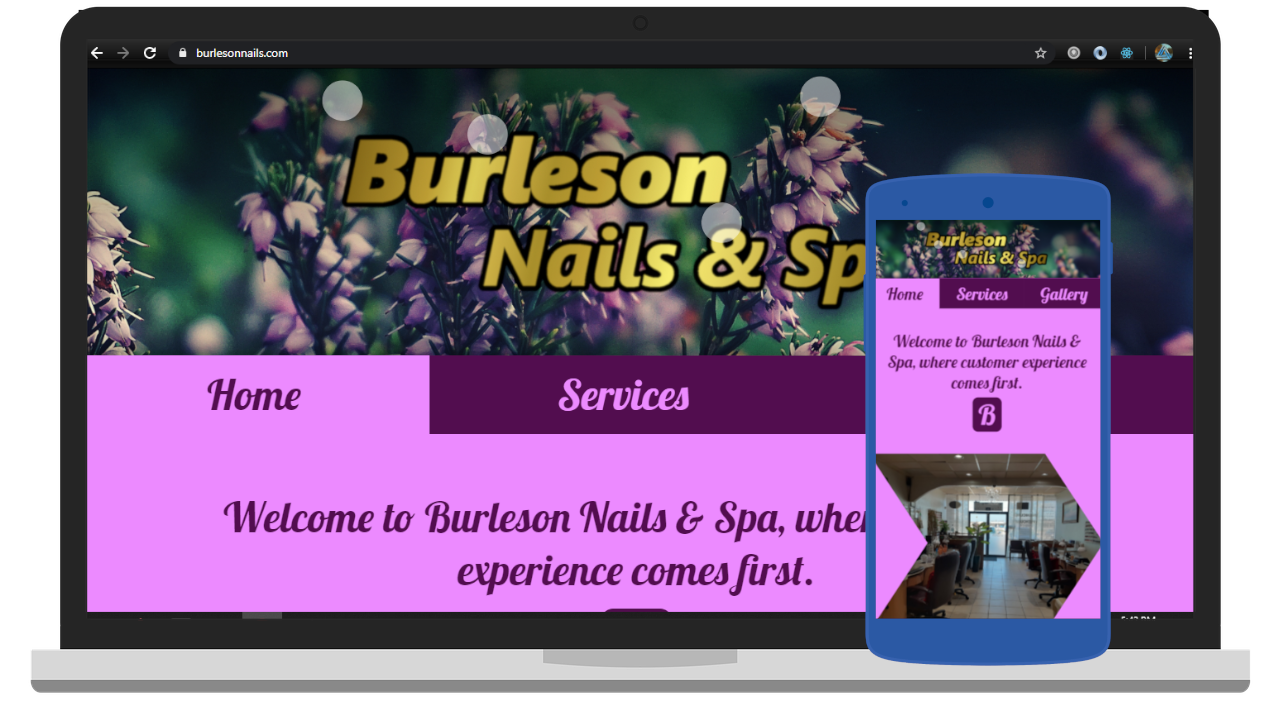 burlesonnails.com
Burleson
Nails & Sp
Home
Services
Welcome to Burleson Nails & Spa, wher
experience comes first.
Burleson
Nails & Spa
Home
Services
Gallery
Welcome to Burleson Nails &
Spa, where customer experience
comes first.
B